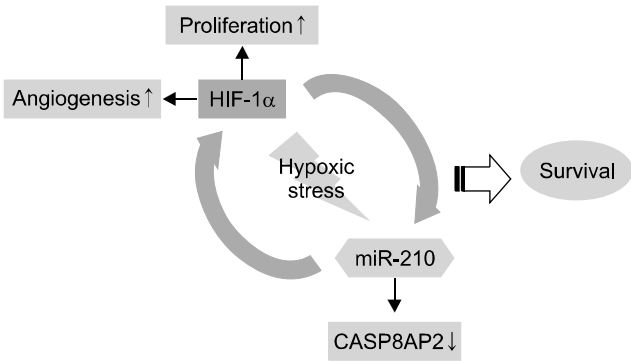 Proliferation↑
Angiogenesis↑
HIF-1α
Hypoxic
stress
Survival
miR-210
CASP8AP2↓